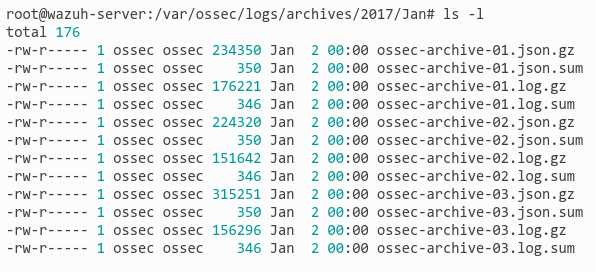 root@wazuh-server:/var/ossec/logs/archives/2017/Jan# ls -l
total 176
-rw-r----- 1 ossec ossec 234350 Jan  2 00:00 ossec-archive-01.json.gz
-rw-r----- 1 ossec ossec    350 Jan  2 00:00 ossec-archive-01.json.sum
-rw-r----- 1 ossec ossec 176221 Jan  2 00:00 ossec-archive-01.log.gz
-rw-r----- 1 ossec ossec    346 Jan  2 00:00 ossec-archive-01.log.sum
-rw-r----- 1 ossec ossec 224320 Jan  2 00:00 ossec-archive-02.json.gz
-rw-r----- 1 ossec ossec    350 Jan  2 00:00 ossec-archive-02.json.sum
-rw-r----- 1 ossec ossec 151642 Jan  2 00:00 ossec-archive-02.log.gz
-rw-r----- 1 ossec ossec    346 Jan  2 00:00 ossec-archive-02.log.sum
-rw-r----- 1 ossec ossec 315251 Jan  2 00:00 ossec-archive-03.json.gz
-rw-r----- 1 ossec ossec    350 Jan  2 00:00 ossec-archive-03.json.sum
-rw-r----- 1 ossec ossec 156296 Jan  2 00:00 ossec-archive-03.log.gz
-rw-r----- 1 ossec ossec    346 Jan  2 00:00 ossec-archive-03.log.sum